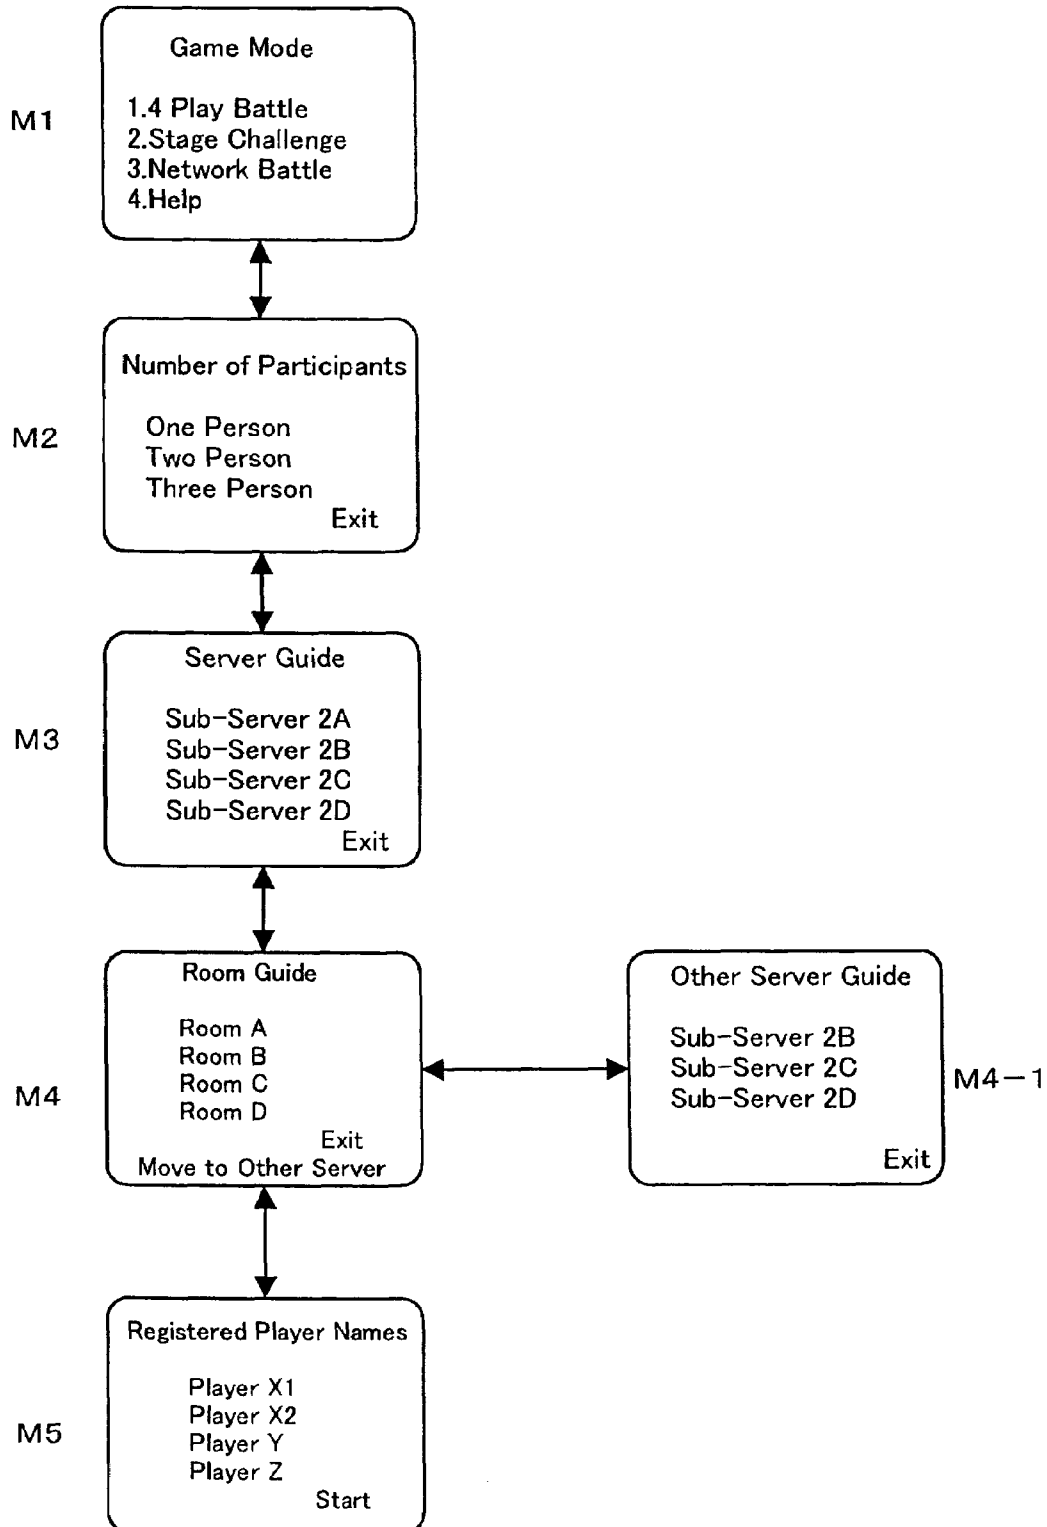 Game Mode
M1
1.4 Play Battle
2.Stage Challenge
3.Network Battle
4.Help
Number of Participants
M2
One Person
Two Person
Three Person
Exit
Server Guide
M3
Sub-Server 2A
Sub-Server 2B
Sub-Server 2C
Sub-Server 2D
Exit
Room Guide
M4
Room A
Room B
Room C
Room D
Exit
Move to Other Server
Other Server Guide
Sub-Server 2B
Sub-Server 2C
Sub-Server 2D
M4-1
Exit
Registered Player Names
M5
Player X1
Player X2
Player Y
Player Z
Start